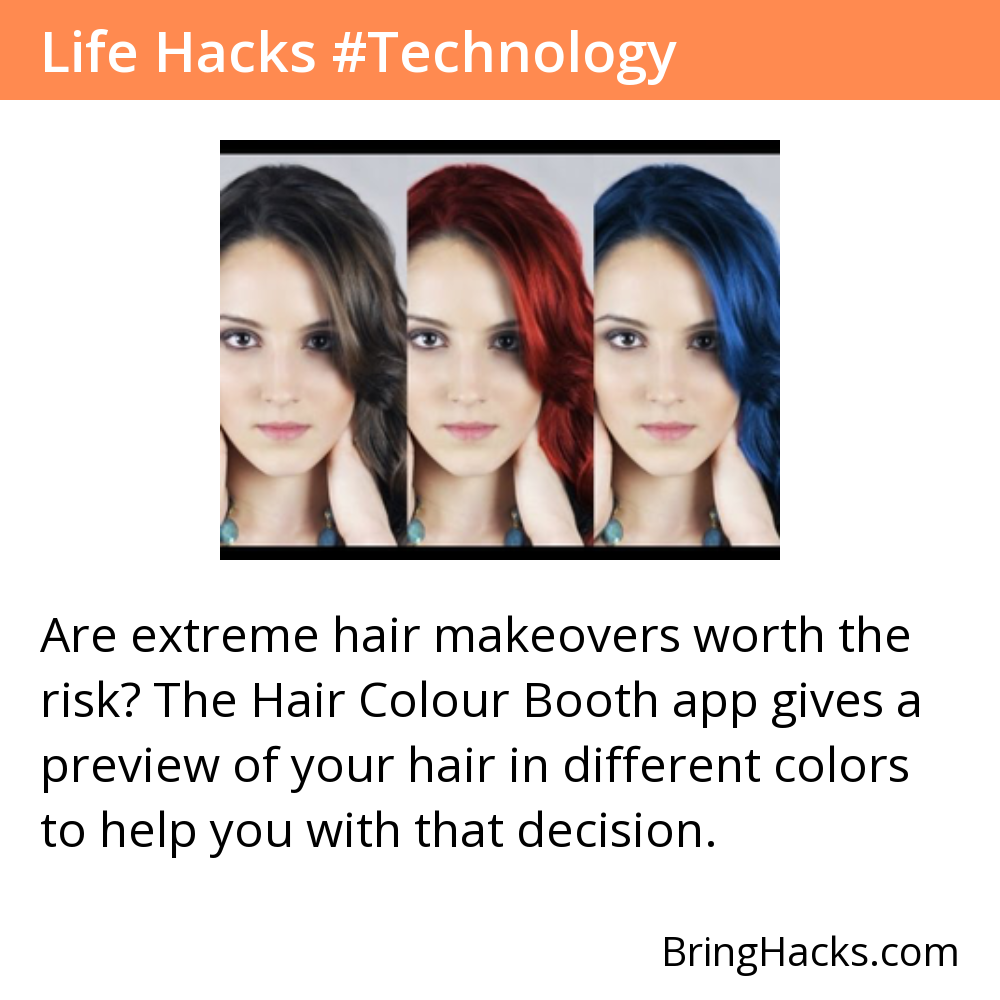 Life Hacks #Technology
Are extreme hair makeovers worth the
risk? The Hair Colour Booth app gives a
preview of your hair in different colors
to help you with that decision.
BringHacks.com